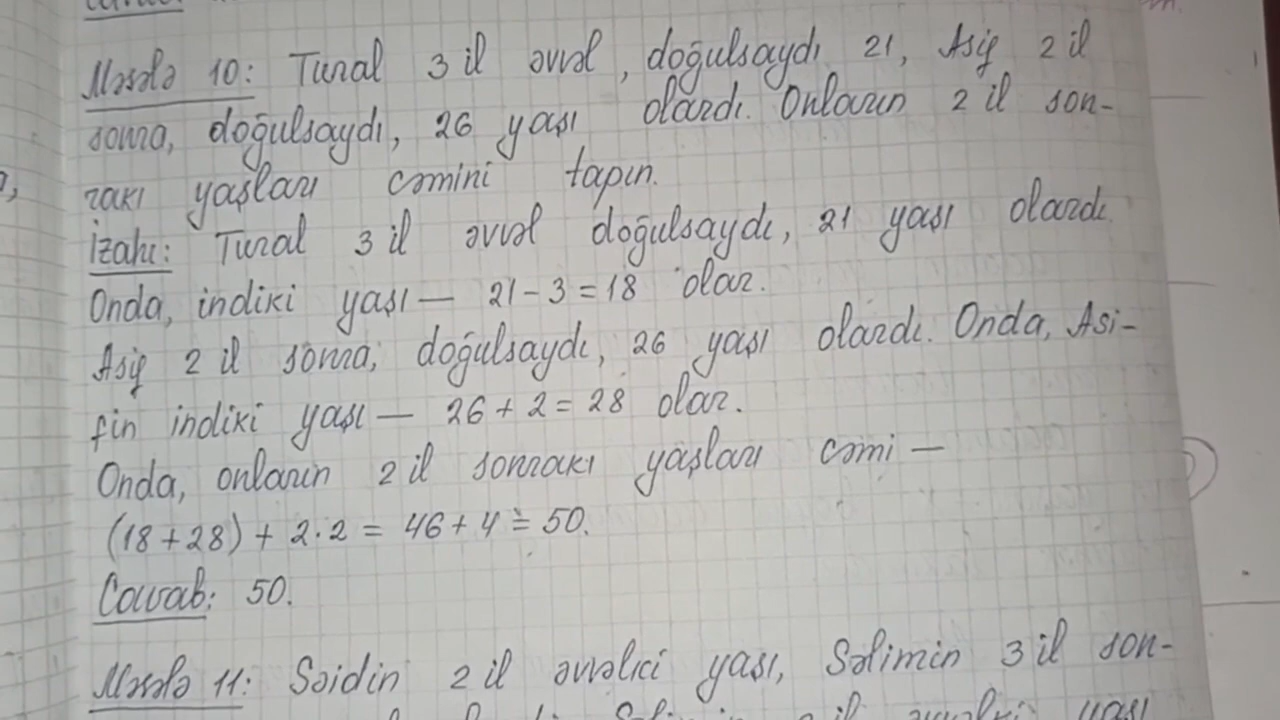 Məsələ 10: Tural 3 il əvvəl, doğulsaydı 21, Asif 2 il
sonra, doğulsaydı, 26 yaşı olardı. Onların 2 il son-
rakı yaşları cəmini tapın.
İzahı: Tural 3 il əvvəl doğulsaydı, 21 yaşı olardı.
Onda, indiki yaşı — 21 - 3 = 18 olar.
Asif 2 il sonra, doğulsaydı, 26 yaşı olardı. Onda, Asi-
fin indiki yaşı — 26 + 2 = 28 olar.
Onda, onların 2 il sonrakı yaşları cəmi —
(18 + 28) + 2 · 2 = 46 + 4 = 50.
Cavab: 50.
Məsələ 11: Səidin 2 il əvvəlki yaşı, Səlimin 3 il son-
il əvvəlki yaşı